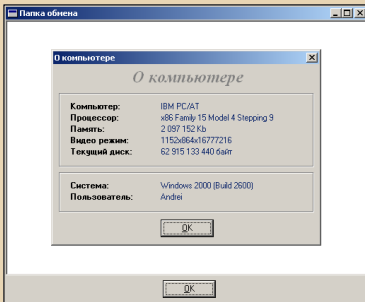 Папка обмена
О компьютере
О компьютере
Компьютер: IBM PC/AT
Процессор: x86 Family 15 Model 4 Stepping 9
Память: 2 097 152 Kb
Видео режим: 1152x864x16777216
Текущий диск: 62 915 133 440 байт
Система: Windows 2000 (Build 2600)
Пользователь: Andrei
OK
OK